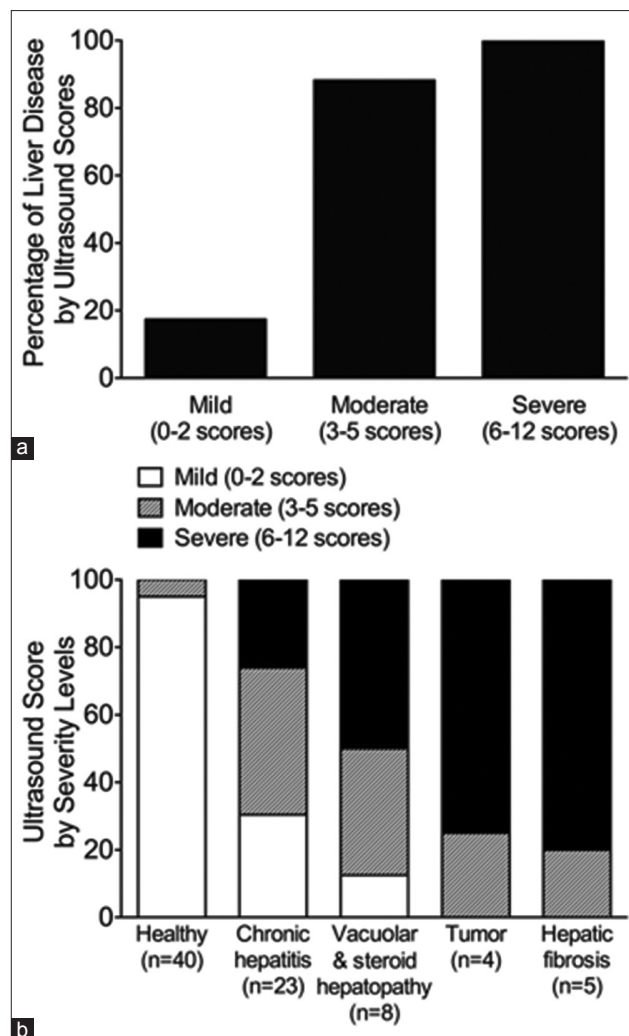 Percentage of Liver Disease
by Ultrasound Scores
100
80
60
40
20
0
Mild
(0-2 scores)
Moderate
(3-5 scores)
Severe
(6-12 scores)
a
Mild (0-2 scores)
Moderate (3-5 scores)
Severe (6-12 scores)
Ultrasound Score
by Severity Levels
100
80
60
40
20
0
Healthy
(n=40)
Chronic
hepatitis
(n=23)
Vacuolar
& steroid
hepatopathy
(n=8)
Tumor
(n=4)
Hepatic
fibrosis
(n=5)
b